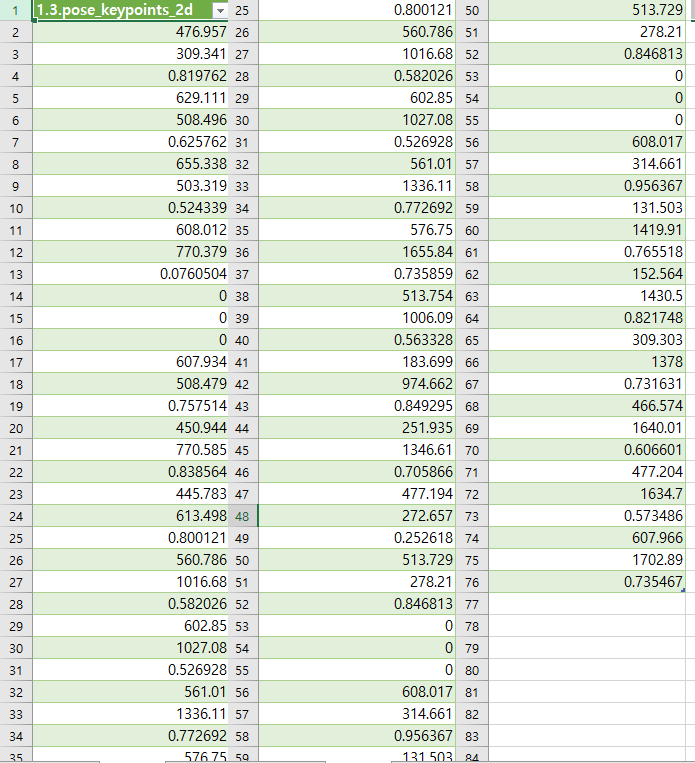 1 1.3.pose_keypoints_2d 25 0.800121 50 513.729
2 476.957 26 560.786 51 278.21
3 309.341 27 1016.68 52 0.846813
4 0.819762 28 0.582026 53 0
5 629.111 29 602.85 54 0
6 508.496 30 1027.08 55 0
7 0.625762 31 0.526928 56 608.017
8 655.338 32 561.01 57 314.661
9 503.319 33 1336.11 58 0.956367
10 0.524339 34 0.772692 59 131.503
11 608.012 35 576.75 60 1419.91
12 770.379 36 1655.84 61 0.765518
13 0.0760504 37 0.735859 62 152.564
14 0 38 513.754 63 1430.5
15 0 39 1006.09 64 0.821748
16 0 40 0.563328 65 309.303
17 607.934 41 183.699 66 1378
18 508.479 42 974.662 67 0.731631
19 0.757514 43 0.849295 68 466.574
20 450.944 44 251.935 69 1640.01
21 770.585 45 1346.61 70 0.606601
22 0.838564 46 0.705866 71 477.204
23 445.783 47 477.194 72 1634.7
24 613.498 48 272.657 73 0.573486
25 0.800121 49 0.252618 74 607.966
26 560.786 50 513.729 75 1702.89
27 1016.68 51 278.21 76 0.735467
28 0.582026 52 0.846813 77
29 602.85 53 0 78
30 1027.08 54 0 79
31 0.526928 55 0 80
32 561.01 56 608.017 81
33 1336.11 57 314.661 82
34 0.772692 58 0.956367 83
35 576.75 59 131.503 84